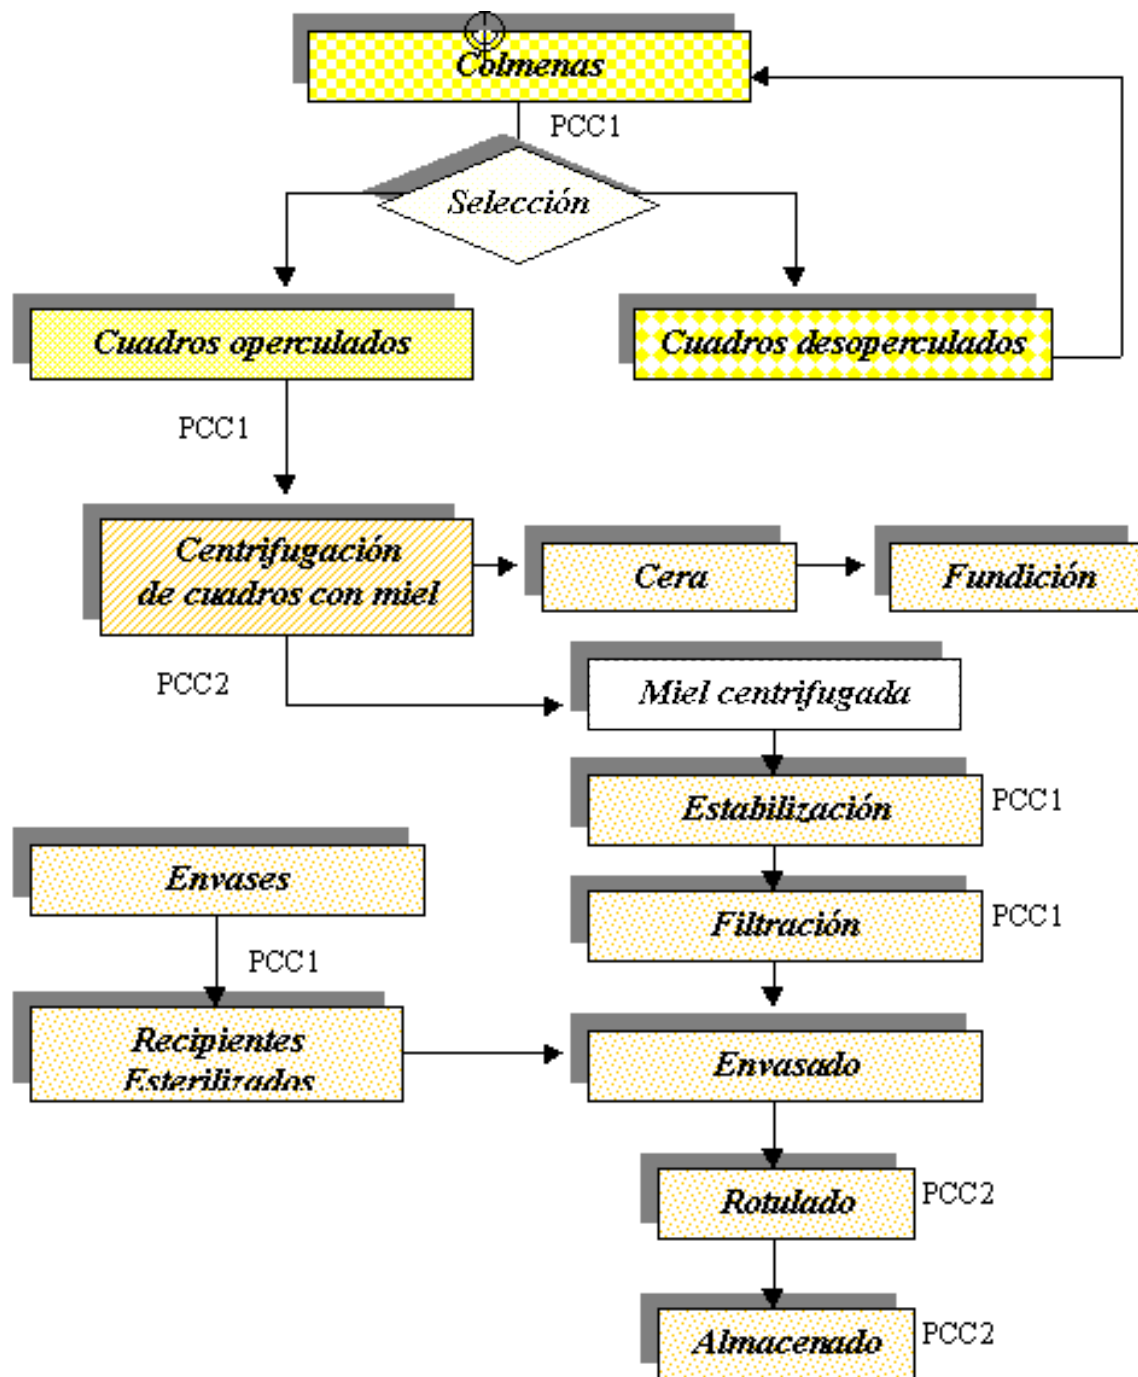 Colmenas
PCC1
Selección
Cuadros operculados
Cuadros desoperculados
PCC1
Centrifugación
de cuadros con miel
Cera
Fundición
PCC2
Miel centrifugada
Estabilización
PCC1
Envases
Filtración
PCC1
PCC1
Recipientes
Esterilizados
Envasado
Rotulado
PCC2
Almacenado
PCC2